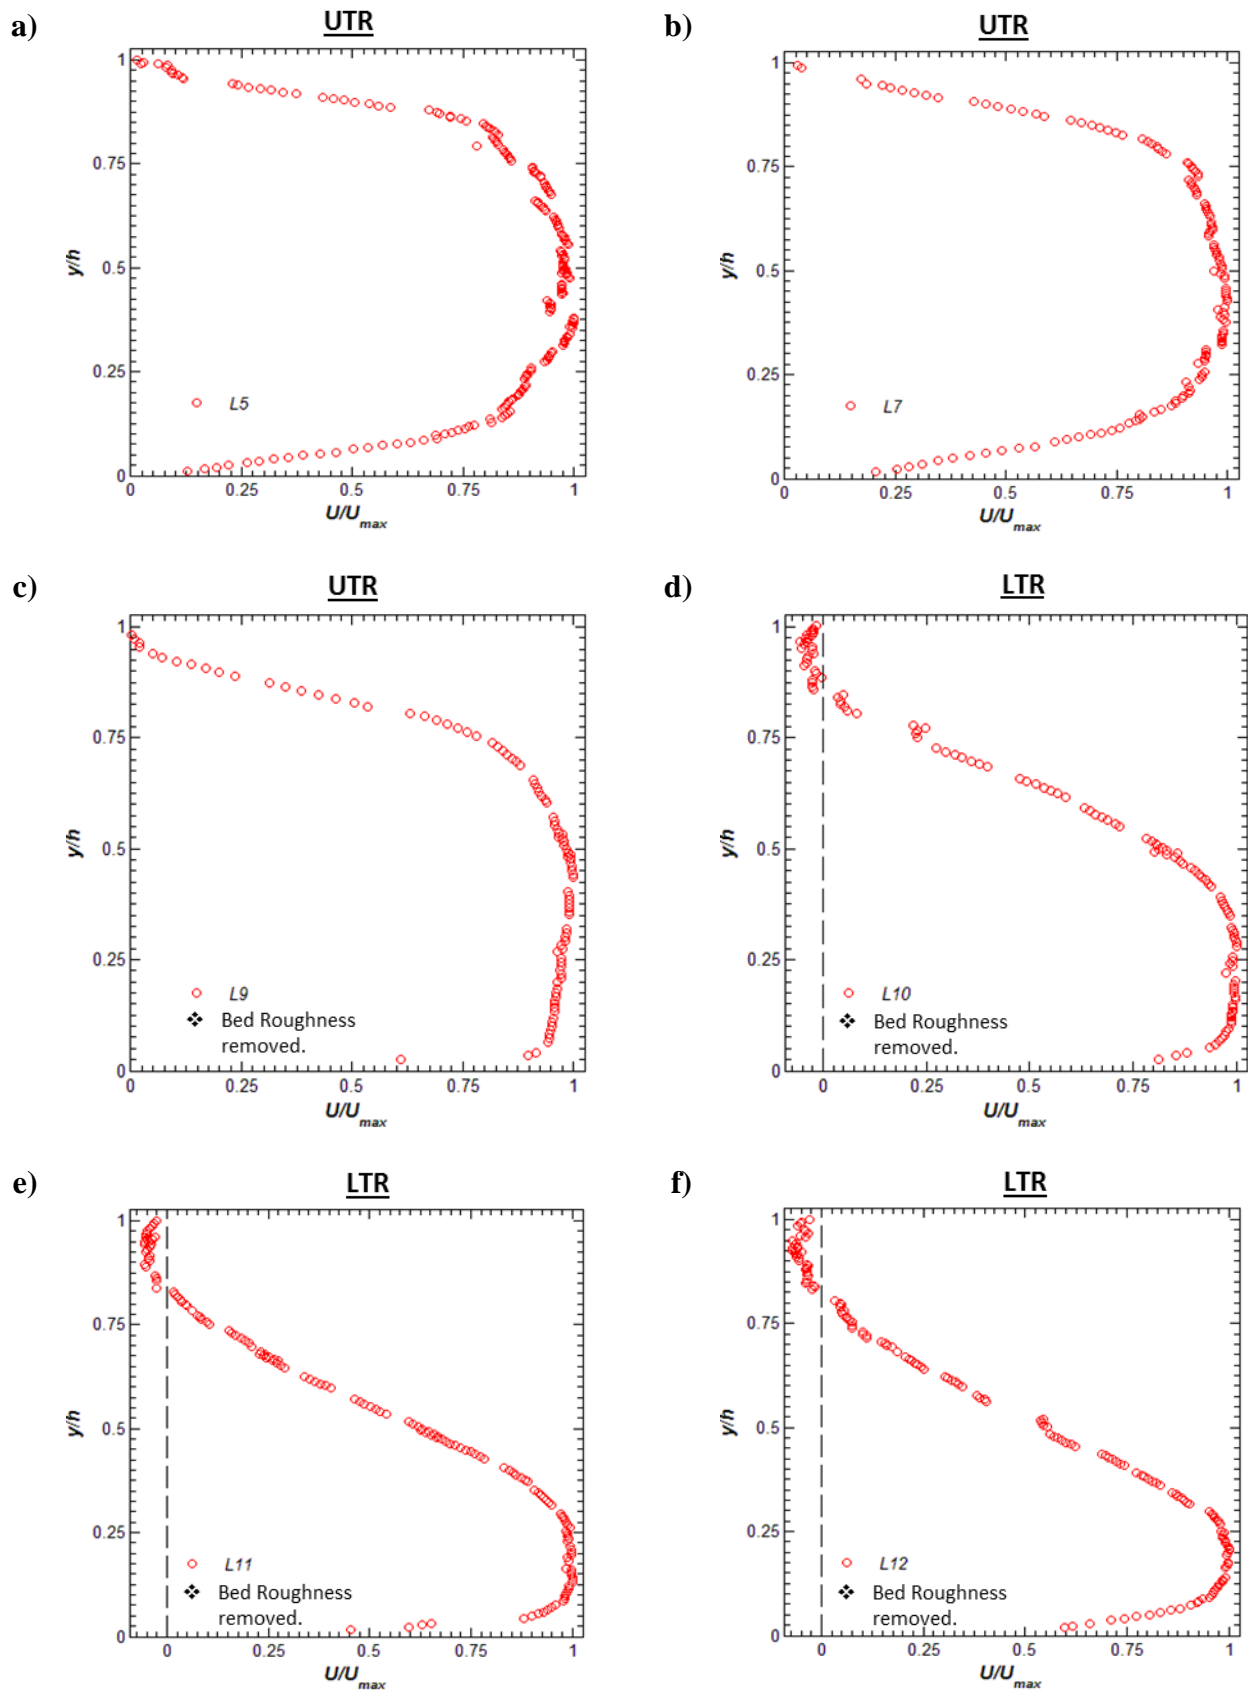 a)
UTR
1
0.75
0.5
0.25
0
y/h
L5
0 0.25 0.5 0.75 1
U/Umax
b)
UTR
1
0.75
0.5
0.25
0
y/h
L7
0 0.25 0.5 0.75 1
U/Umax
c)
UTR
1
0.75
0.5
0.25
0
y/h
L9
❖ Bed Roughness
removed.
0 0.25 0.5 0.75 1
U/Umax
d)
LTR
1
0.75
0.5
0.25
0
y/h
L10
❖ Bed Roughness
removed.
0 0.25 0.5 0.75 1
U/Umax
e)
LTR
1
0.75
0.5
0.25
0
y/h
L11
❖ Bed Roughness
removed.
0 0.25 0.5 0.75 1
U/Umax
f)
LTR
1
0.75
0.5
0.25
0
y/h
L12
❖ Bed Roughness
removed.
0 0.25 0.5 0.75 1
U/Umax